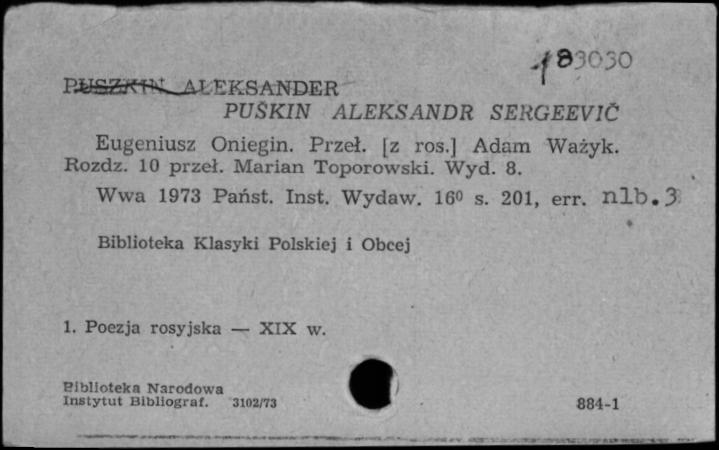 183030
PUSZKIN ALEKSANDER
PUŠKIN ALEKSANDR SERGEEVIČ
Eugeniusz Oniegin. Przeł. [z ros.] Adam Ważyk.
Rozdz. 10 przeł. Marian Toporowski. Wyd. 8.
Wwa 1973 Państ. Inst. Wydaw. 16⁰ s. 201, err. nlb.3
Biblioteka Klasyki Polskiej i Obcej
1. Poezja rosyjska — XIX w.
Biblioteka Narodowa
Instytut Bibliograf. 3102/73
884-1